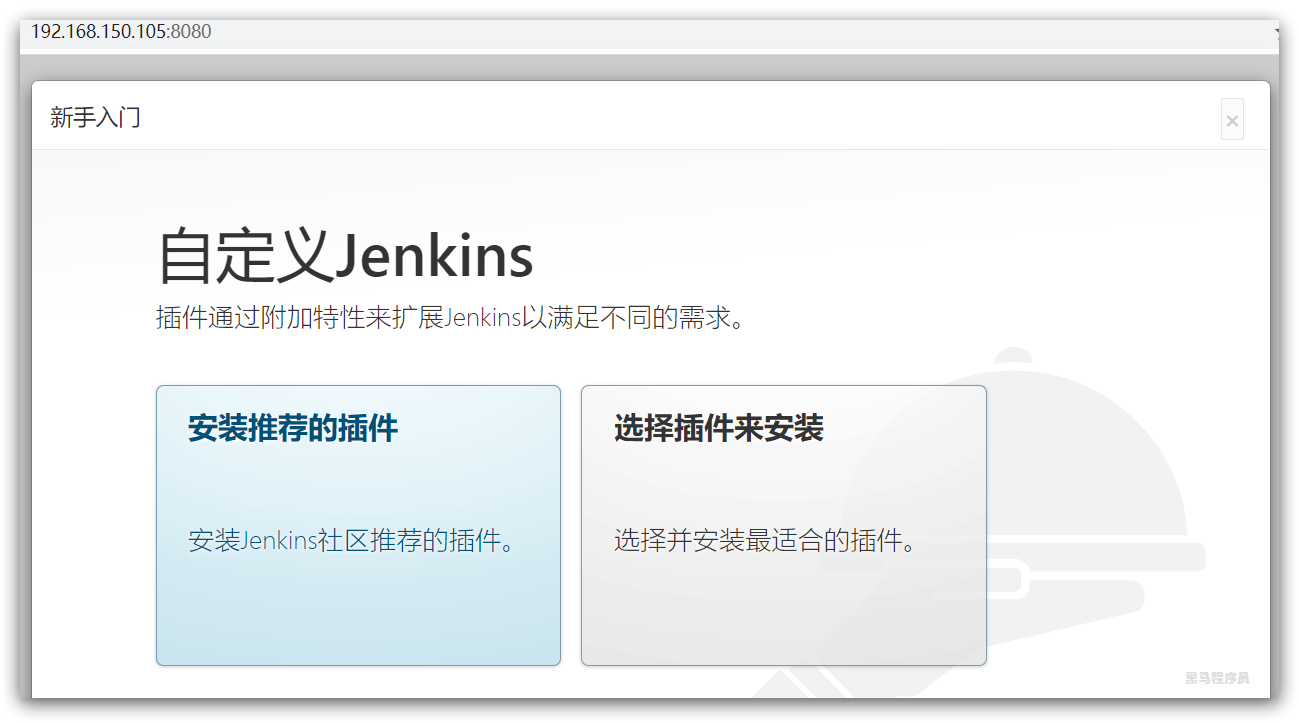 192.168.150.105:8080
新手入门
×
自定义Jenkins
插件通过附加特性来扩展Jenkins以满足不同的需求。
安装推荐的插件
安装Jenkins社区推荐的插件。
选择插件来安装
选择并安装最适合的插件。
黑马程序员